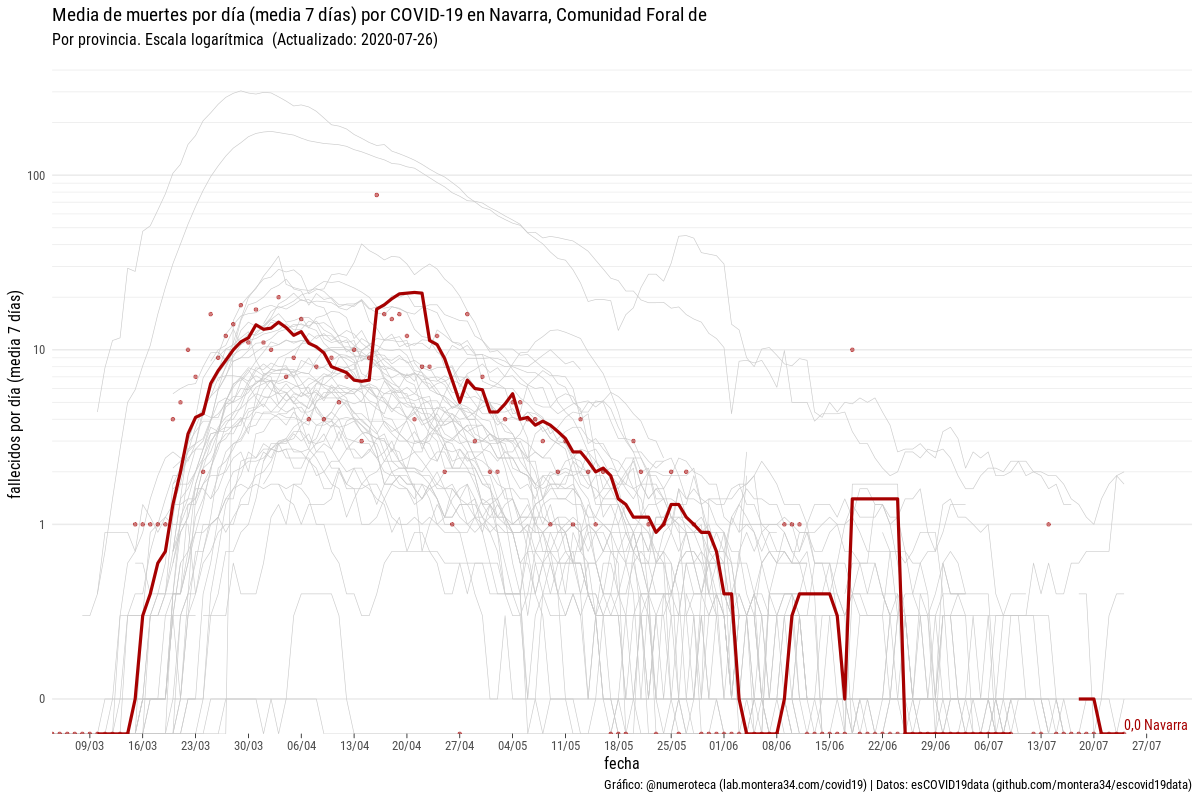 Media de muertes por día (media 7 días) por COVID-19 en Navarra, Comunidad Foral de
Por provincia. Escala logarítmica (Actualizado: 2020-07-26)
fallecidos por día (media 7 días)
100
10
1
0
0,0 Navarra
09/03 16/03 23/03 30/03 06/04 13/04 20/04 27/04 04/05 11/05 18/05 25/05 01/06 08/06 15/06 22/06 29/06 06/07 13/07 20/07 27/07
fecha
Gráfico: @numeroteca (lab.montera34.com/covid19) | Datos: esCOVID19data (github.com/montera34/escovid19data)